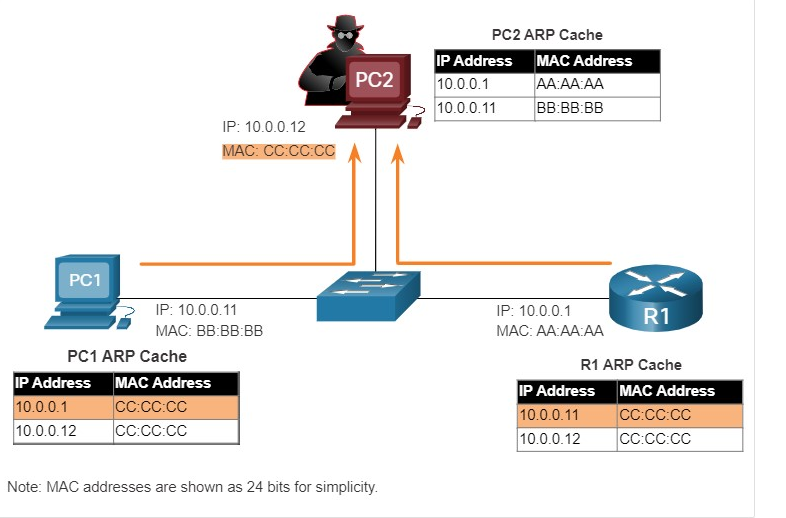 PC2 ARP Cache
IP Address MAC Address
10.0.0.1 AA:AA:AA
10.0.0.11 BB:BB:BB
PC2
IP: 10.0.0.12
MAC: CC:CC:CC
PC1
IP: 10.0.0.11
MAC: BB:BB:BB
IP: 10.0.0.1
MAC: AA:AA:AA
R1
PC1 ARP Cache
IP Address MAC Address
10.0.0.1 CC:CC:CC
10.0.0.12 CC:CC:CC
R1 ARP Cache
IP Address MAC Address
10.0.0.11 CC:CC:CC
10.0.0.12 CC:CC:CC
Note: MAC addresses are shown as 24 bits for simplicity.